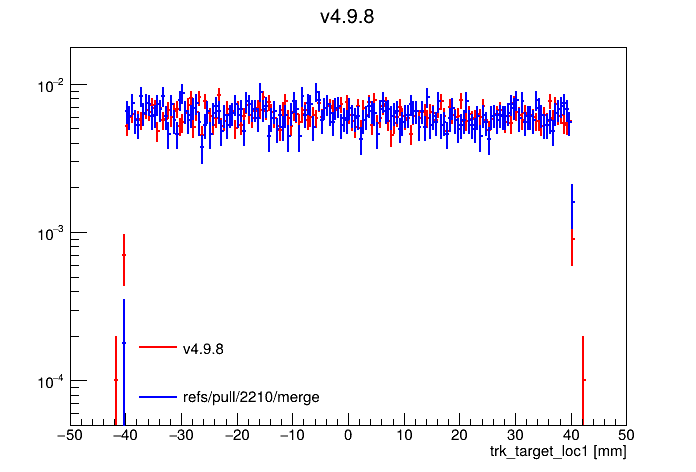 v4.9.8
10⁻²
10⁻³
10⁻⁴
v4.9.8
refs/pull/2210/merge
−50 −40 −30 −20 −10 0 10 20 30 40 50
trk_target_loc1 [mm]